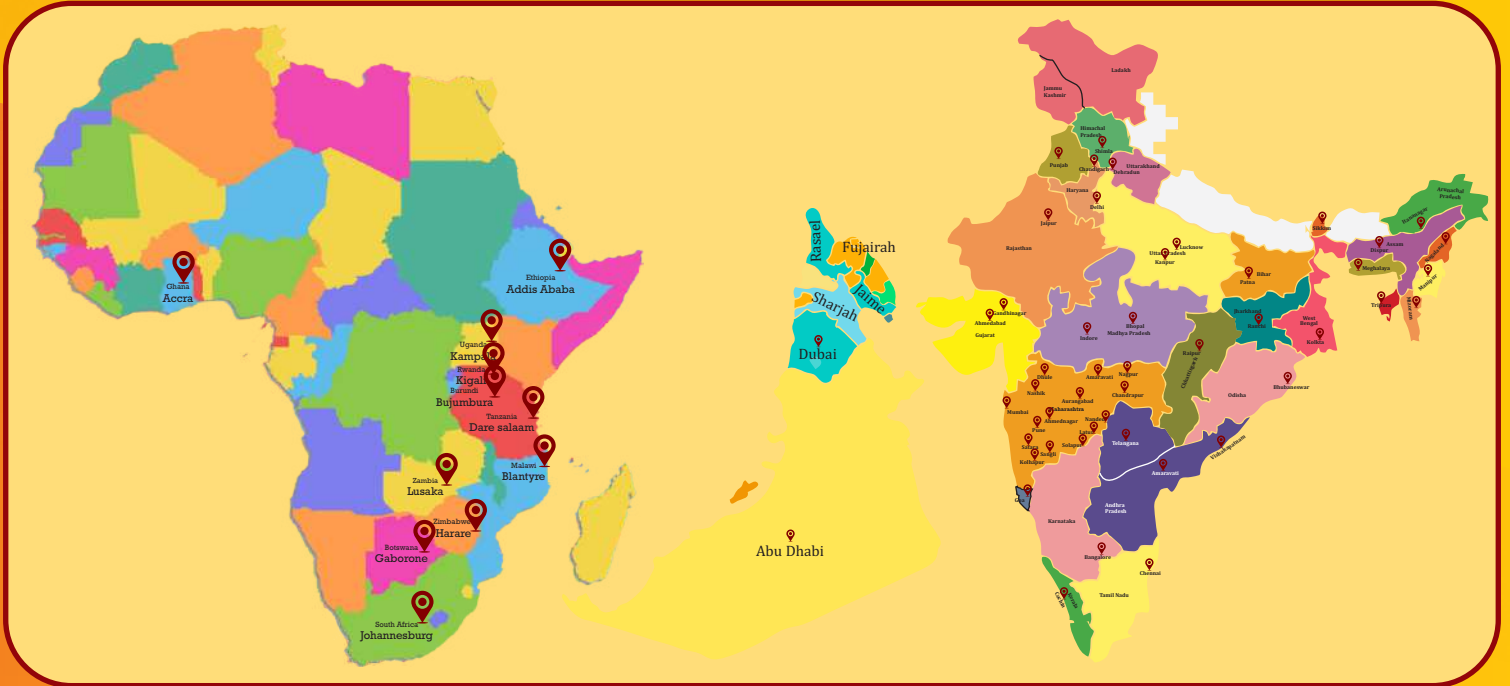 Ghana
Accra
Ethiopia
Addis Ababa
Uganda
Kampala
Rwanda
Kigali
Burundi
Bujumbura
Tanzania
Dare salaam
Malawi
Blantyre
Zambia
Lusaka
Zimbabwe
Harare
Botswana
Gaborone
South Africa
Johannesburg
Rasael
Fujairah
Jaime
Sharjah
Dubai
Abu Dhabi
Ladakh
Jammu
Kashmir
Himachal
Pradesh
Shimla
Punjab
Chandigarh
Uttarakhand
Dehradun
Haryana
Delhi
Jaipur
Rajasthan
Lucknow
Uttar Pradesh
Kanpur
Sikkim
Arunachal
Pradesh
Assam
Dispur
Meghalaya
Nagaland
Manipur
Tripura
Mizoram
Bihar
Patna
Jharkhand
Ranchi
West
Bengal
Kolkta
Gandhinagar
Ahmedabad
Gujarat
Bhopal
Madhya Pradesh
Indore
Raipur
Bhubaneswar
Odisha
Dhule
Amaravati
Nagpur
Nashik
Chandrapur
Aurangabad
Mumbai
Maharashtra
Ahmednagar
Nanded
Pune
Latur
Satara
Solapur
Sangli
Kolhapur
Telangana
Vishakhapatnam
Amaravati
Goa
Andhra
Pradesh
Karnataka
Bangalore
Chennai
Tamil Nadu